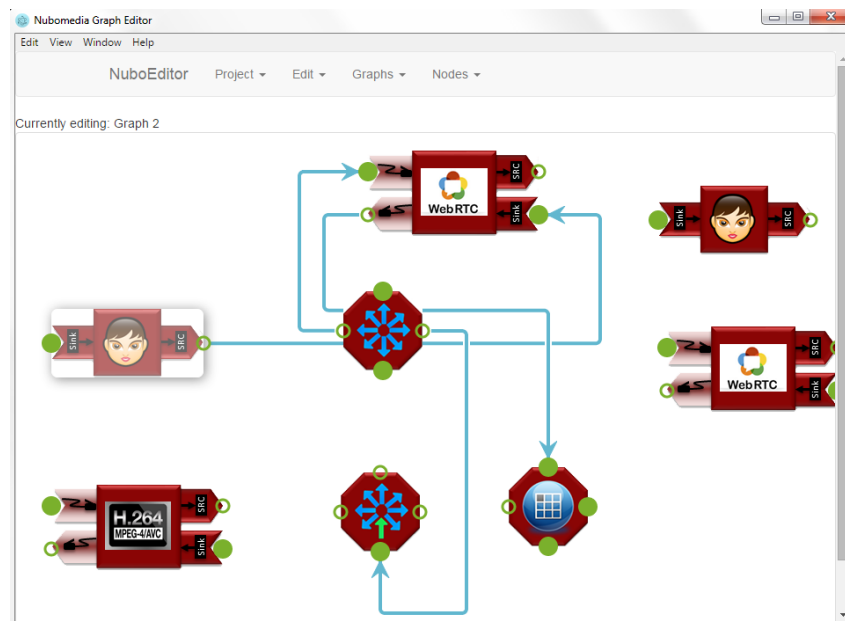 Nubomedia Graph Editor
Edit View Window Help
NuboEditor Project Edit Graphs Nodes
Currently editing: Graph 2
SRC
WebRTC
Sink
Sink SRC
Sink SRC
SRC
WebRTC
Sink
SRC
H.264
MPEG-4/AVC
Sink